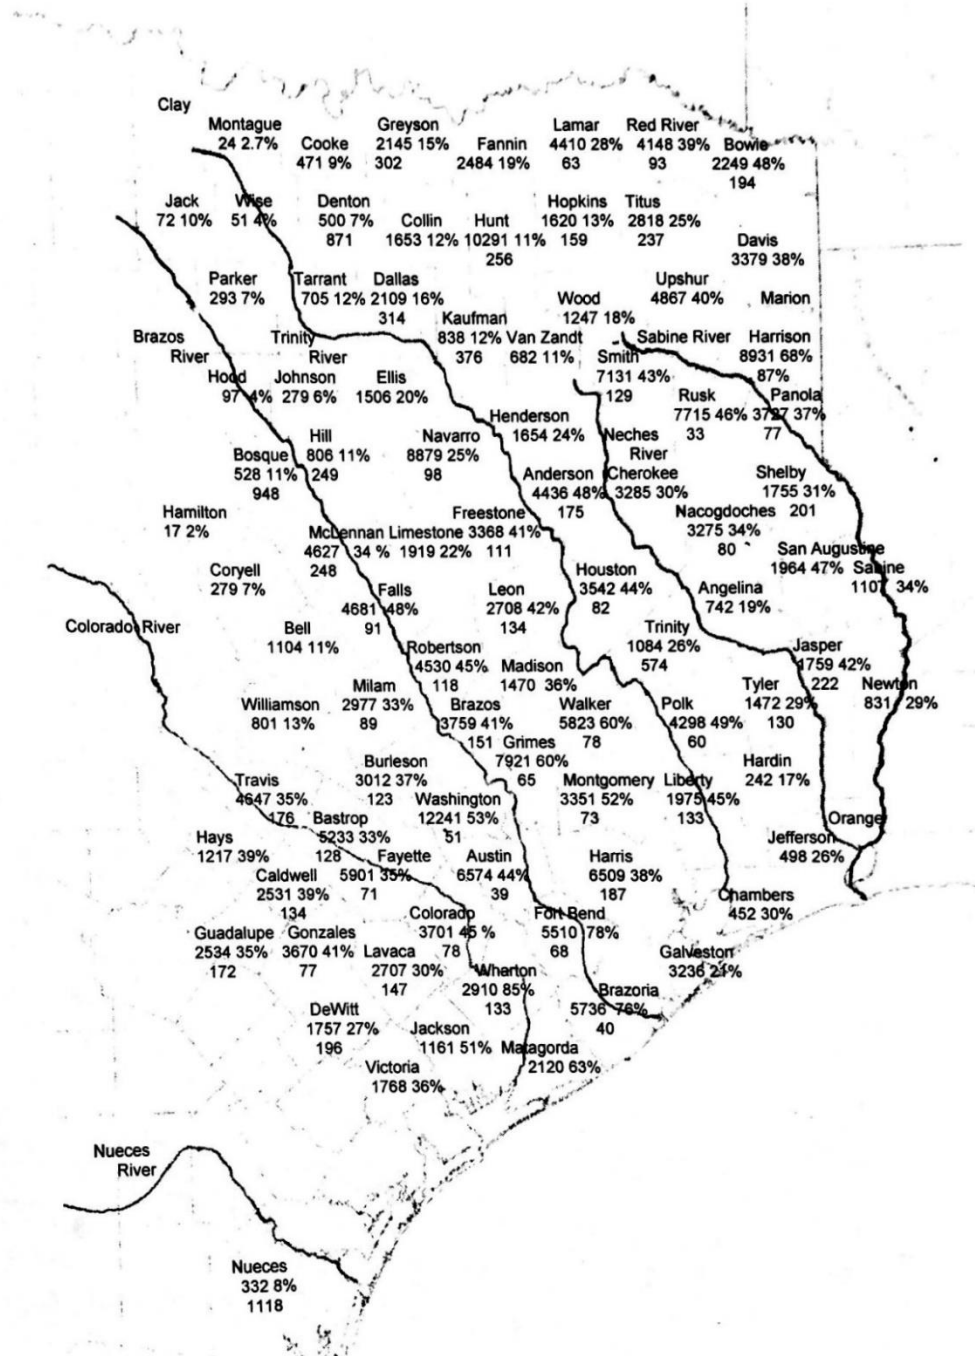 Clay
Montague
24 2.7%
Cooke
471 9%
Greyson
2145 15%
302
Fannin
2484 19%
Lamar
4410 28%
63
Red River
4148 39%
93
Bowie
2249 48%
194
Jack
72 10%
Wise
51 4%
Denton
500 7%
871
Collin
1653 12%
Hunt
10291 11%
256
Hopkins
1620 13%
159
Titus
2818 25%
237
Davis
3379 38%
Parker
293 7%
Tarrant
705 12%
Dallas
2109 16%
314
Kaufman
838 12%
376
Van Zandt
682 11%
Wood
1247 18%
Upshur
4867 40%
Marion
Brazos
River
Trinity
River
Sabine River
Smith
7131 43%
129
Harrison
8931 68%
87%
Hood
97 4%
Johnson
279 6%
Ellis
1506 20%
Rusk
7715 46%
33
Panola
3727 37%
77
Henderson
1654 24%
Neches
River
Hill
806 11%
249
Bosque
528 11%
948
Navarro
8879 25%
98
Anderson
4436 48%
175
Cherokee
3285 30%
Shelby
1755 31%
201
Hamilton
17 2%
McLennan
4627 34 %
248
Limestone
1919 22%
Freestone
3368 41%
111
Nacogdoches
3275 34%
80
San Augustine
1964 47%
Sabine
1107 34%
Coryell
279 7%
Falls
4681 48%
91
Leon
2708 42%
134
Houston
3542 44%
82
Angelina
742 19%
Colorado River
Bell
1104 11%
Robertson
4530 45%
118
Madison
1470 36%
Trinity
1084 26%
574
Jasper
1759 42%
222
Williamson
801 13%
Milam
2977 33%
89
Brazos
3759 41%
151
Walker
5823 60%
78
Polk
4298 49%
60
Tyler
1472 29%
130
Newton
831 29%
Grimes
7921 60%
65
Travis
4647 35%
176
Burleson
3012 37%
123
Washington
12241 53%
51
Montgomery
3351 52%
73
Liberty
1975 45%
133
Hardin
242 17%
Orange
Hays
1217 39%
Bastrop
5233 33%
128
Fayette
5901 35%
71
Austin
6574 44%
39
Harris
6509 38%
187
Jefferson
498 26%
Caldwell
2531 39%
134
Chambers
452 30%
Guadalupe
2534 35%
172
Gonzales
3670 41%
77
Lavaca
2707 30%
147
Colorado
3701 45 %
78
Fort Bend
5510 78%
68
Galveston
3236 21%
Wharton
2910 85%
133
Brazoria
5736 76%
40
DeWitt
1757 27%
196
Jackson
1161 51%
Matagorda
2120 63%
Victoria
1768 36%
Nueces
River
Nueces
332 8%
1118